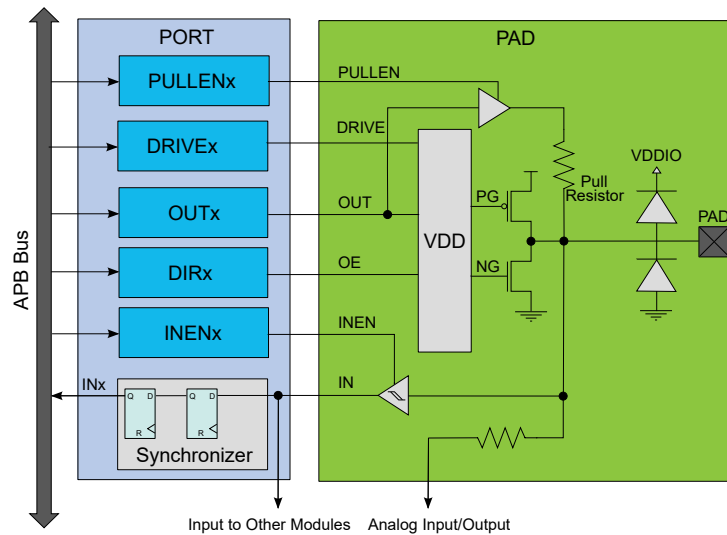 PORT
PAD
APB Bus
PULLENx
PULLEN
DRIVEx
DRIVE
VDDIO
Pull
Resistor
OUTx
OUT
PG
PAD
VDD
DIRx
OE
NG
INENx
INEN
INx
IN
Q D
Q D
R
R
Synchronizer
Input to Other Modules
Analog Input/Output